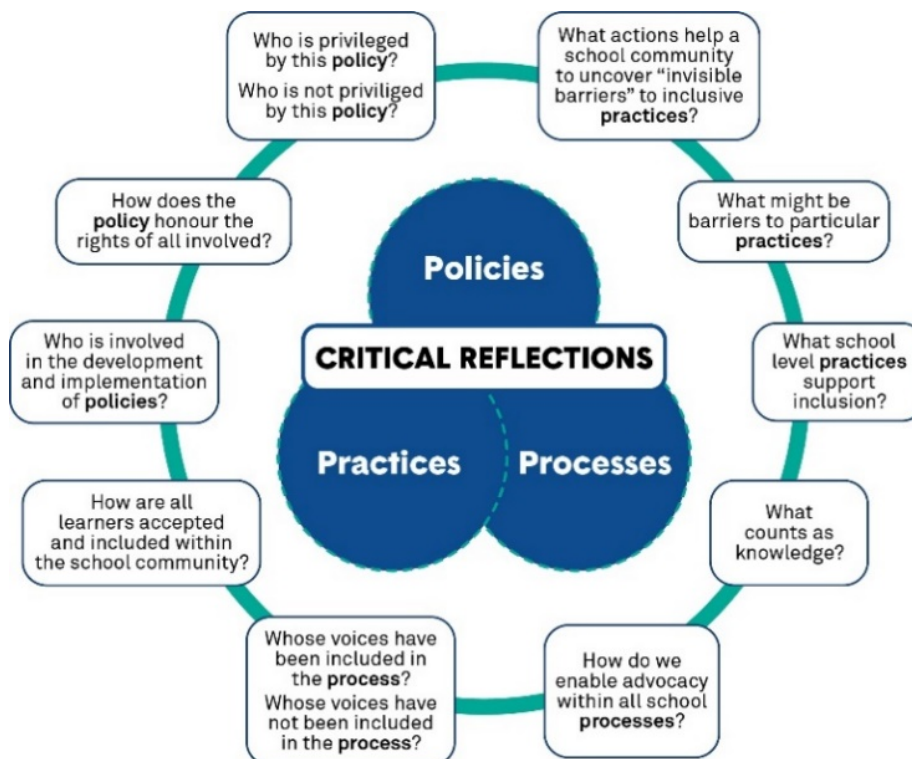 Who is privileged
by this policy?
Who is not priviliged
by this policy?
What actions help a
school community
to uncover “invisible
barriers” to inclusive
practices?
How does the
policy honour the
rights of all involved?
What might be
barriers to particular
practices?
Policies
CRITICAL REFLECTIONS
Practices
Processes
Who is involved
in the development
and implementation
of policies?
What school
level practices
support
inclusion?
How are all
learners accepted
and included within
the school community?
What
counts as
knowledge?
Whose voices have
been included in
the process?
Whose voices have
not been included
in the process?
How do we
enable advocacy
within all school
processes?